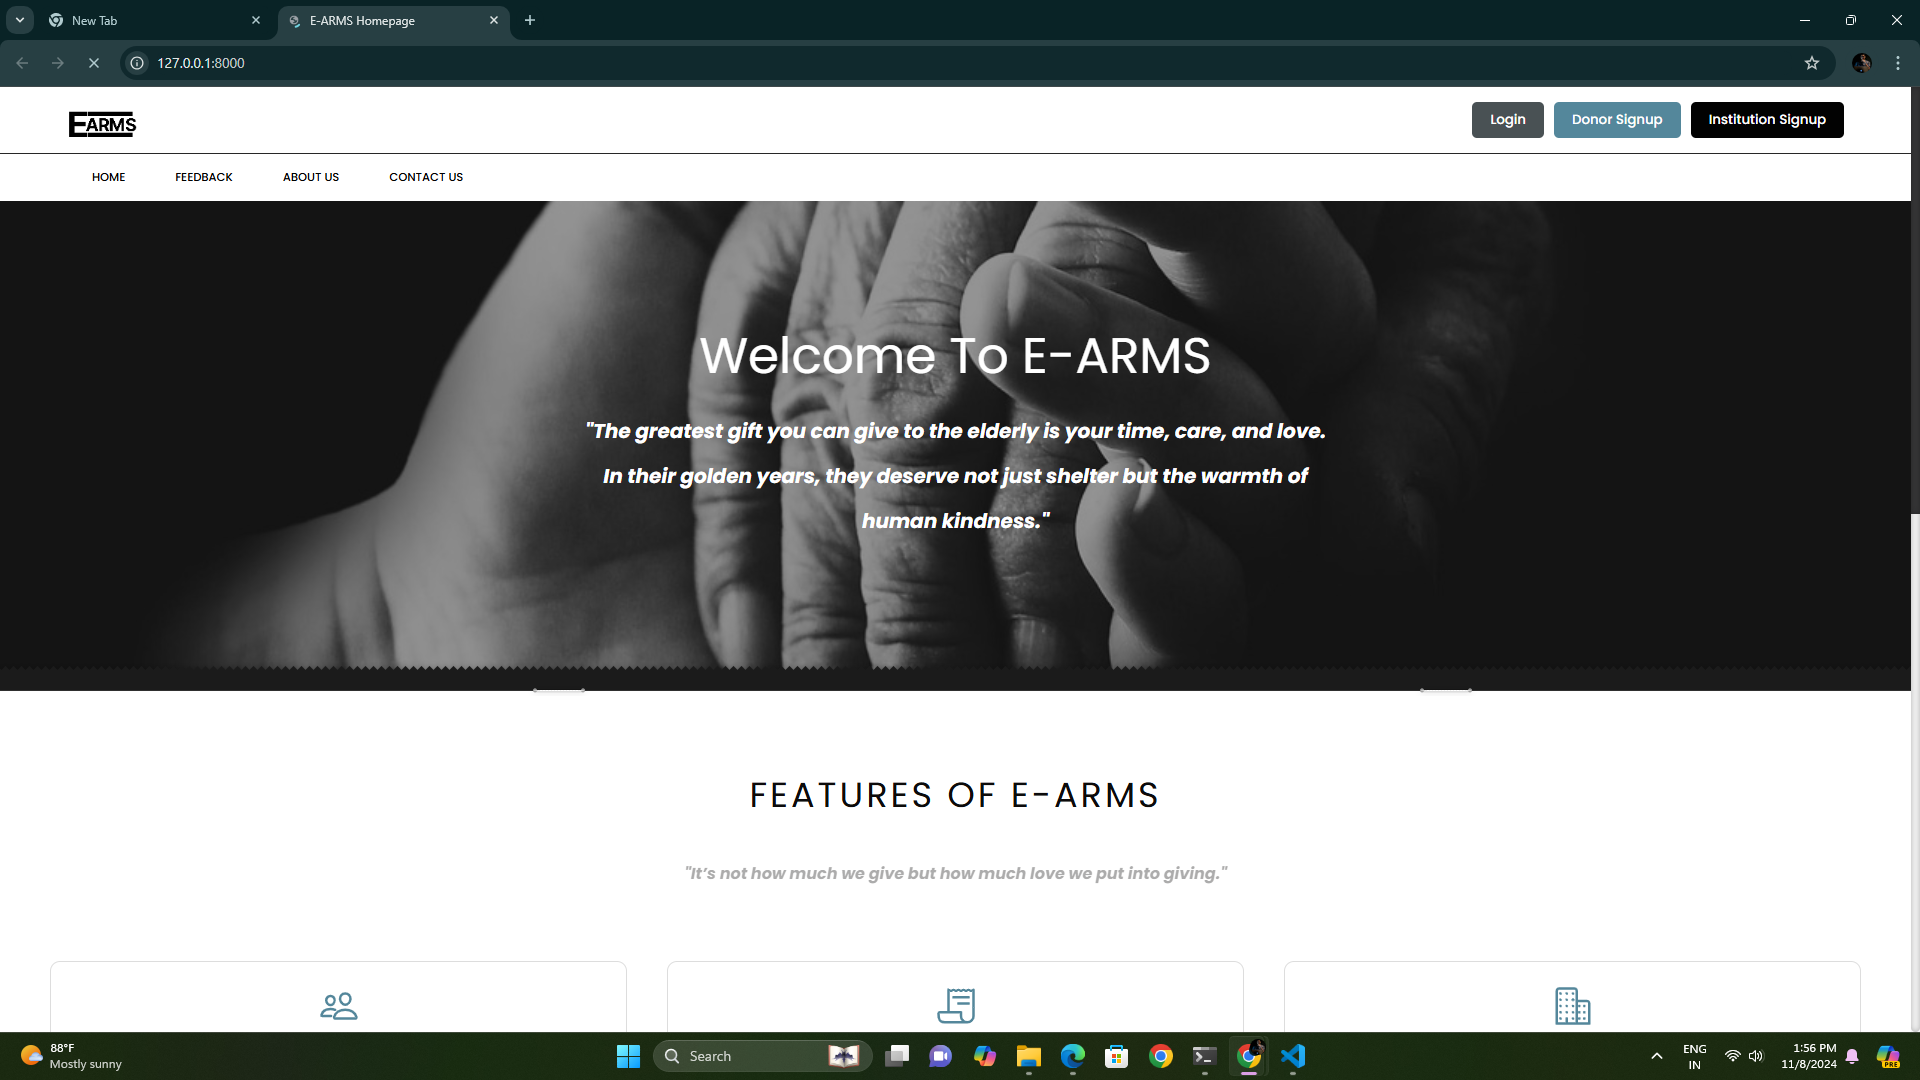 New Tab
E-ARMS Homepage
127.0.0.1:8000
EARMS
Login
Donor Signup
Institution Signup
HOME
FEEDBACK
ABOUT US
CONTACT US
Welcome To E-ARMS
"The greatest gift you can give to the elderly is your time, care, and love.
In their golden years, they deserve not just shelter but the warmth of
human kindness."
FEATURES OF E-ARMS
"It’s not how much we give but how much love we put into giving."
88°F
Mostly sunny
Search
ENG
IN
1:56 PM
11/8/2024
PRE